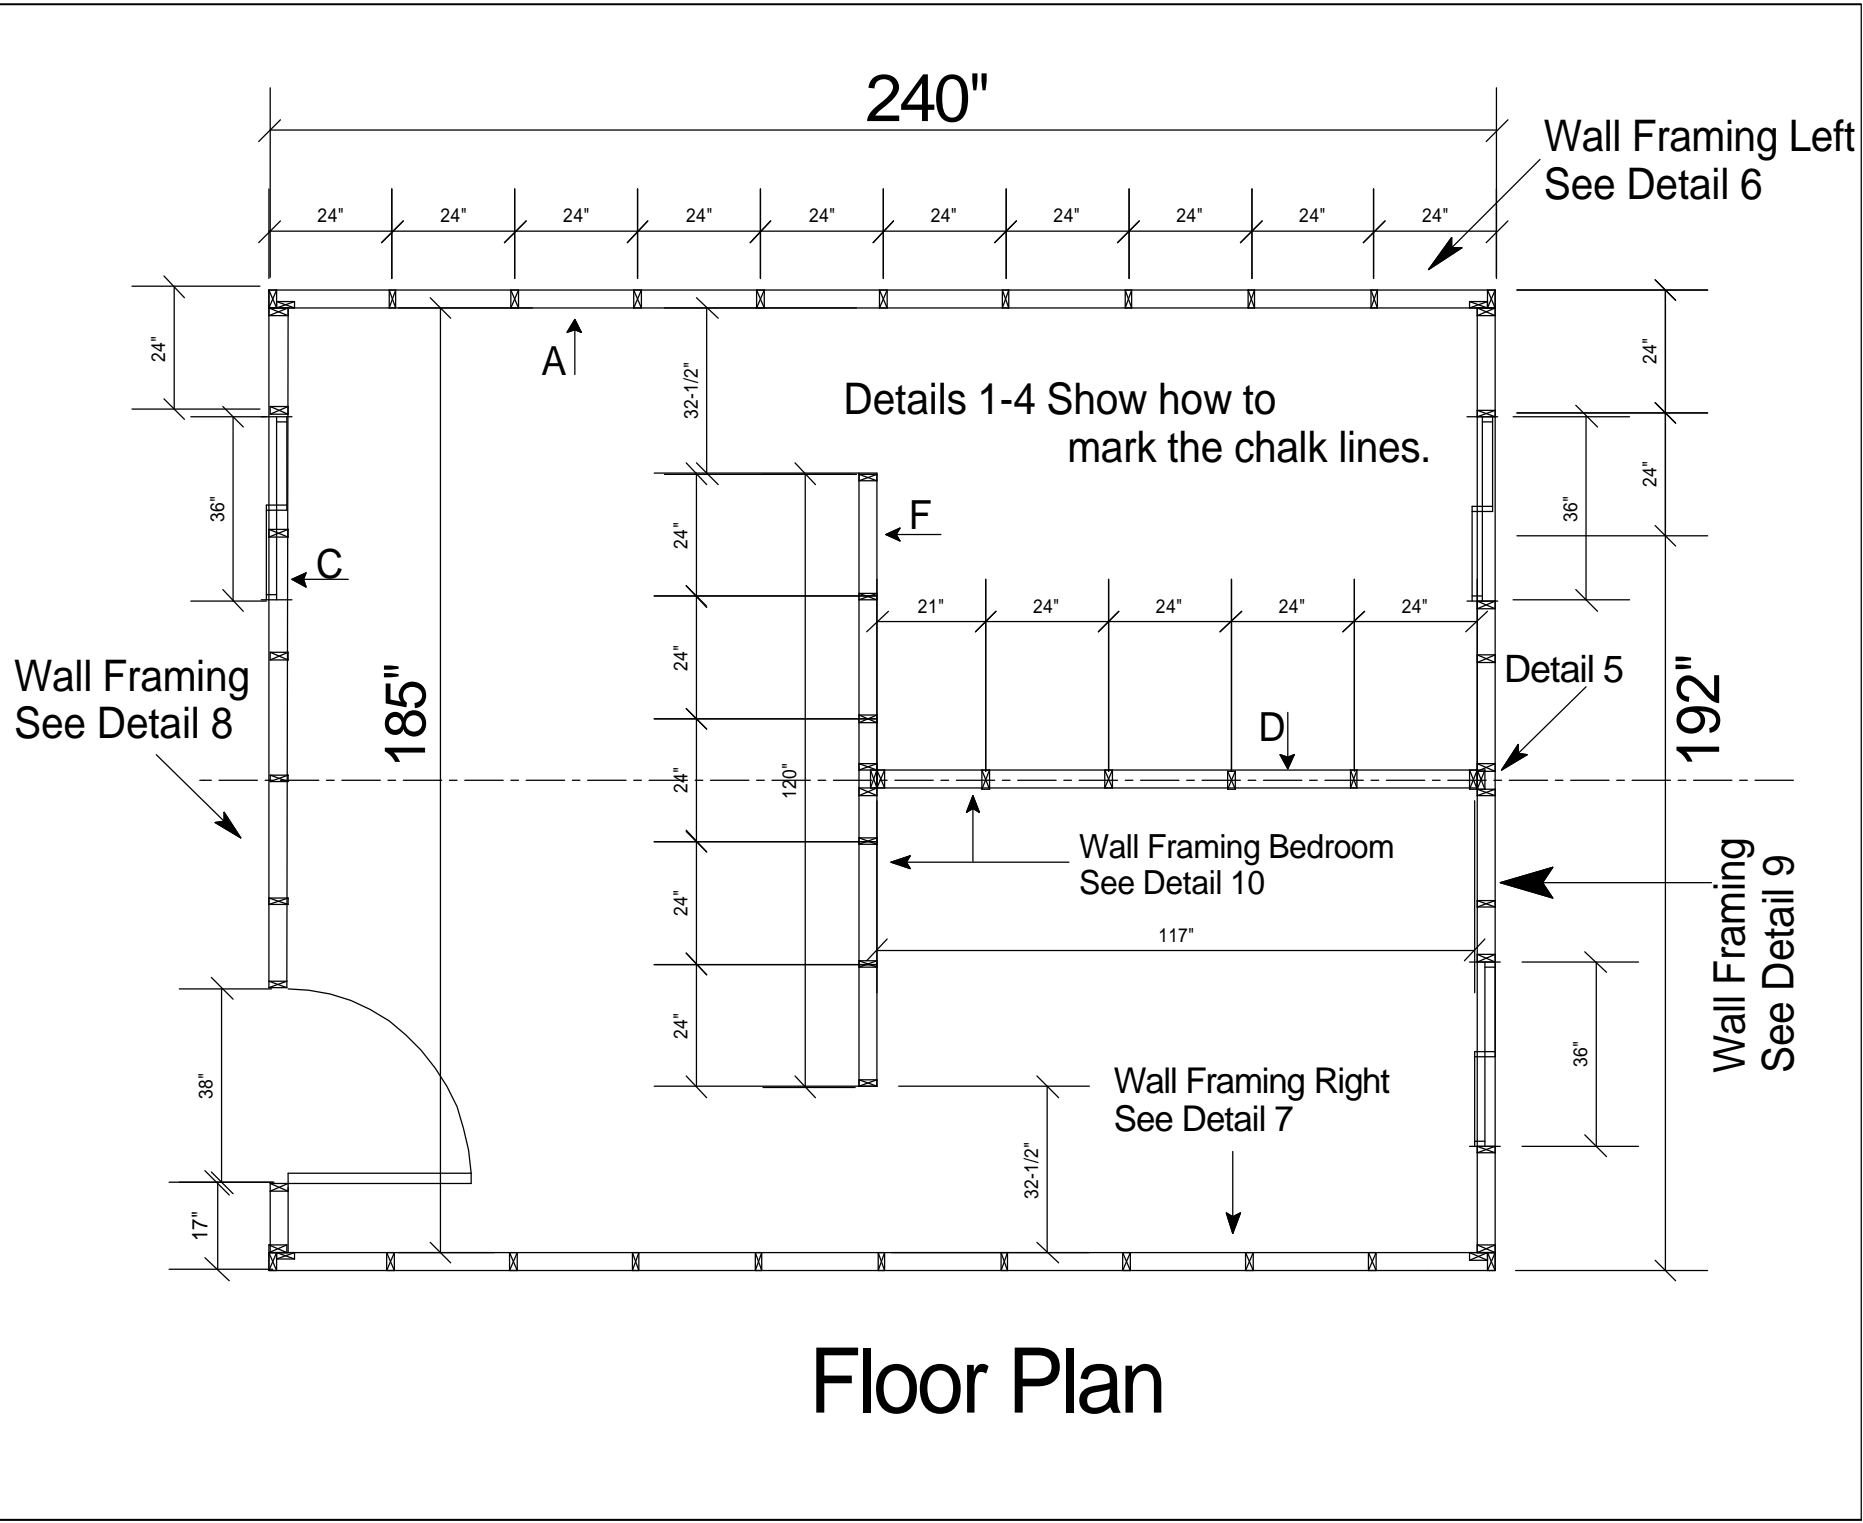 240"
Wall Framing Left
See Detail 6
24" 24" 24" 24" 24" 24" 24" 24" 24" 24"
24"
36"
A
C
32-1/2"
Details 1-4 Show how to
mark the chalk lines.
F
24"
24"
36"
24"
24"
24"
24"
24"
120"
21" 24" 24" 24" 24"
Wall Framing
See Detail 8
185"
D
Detail 5
192"
Wall Framing Bedroom
See Detail 10
117"
Wall Framing
See Detail 9
36"
38"
17"
Wall Framing Right
See Detail 7
32-1/2"
Floor Plan